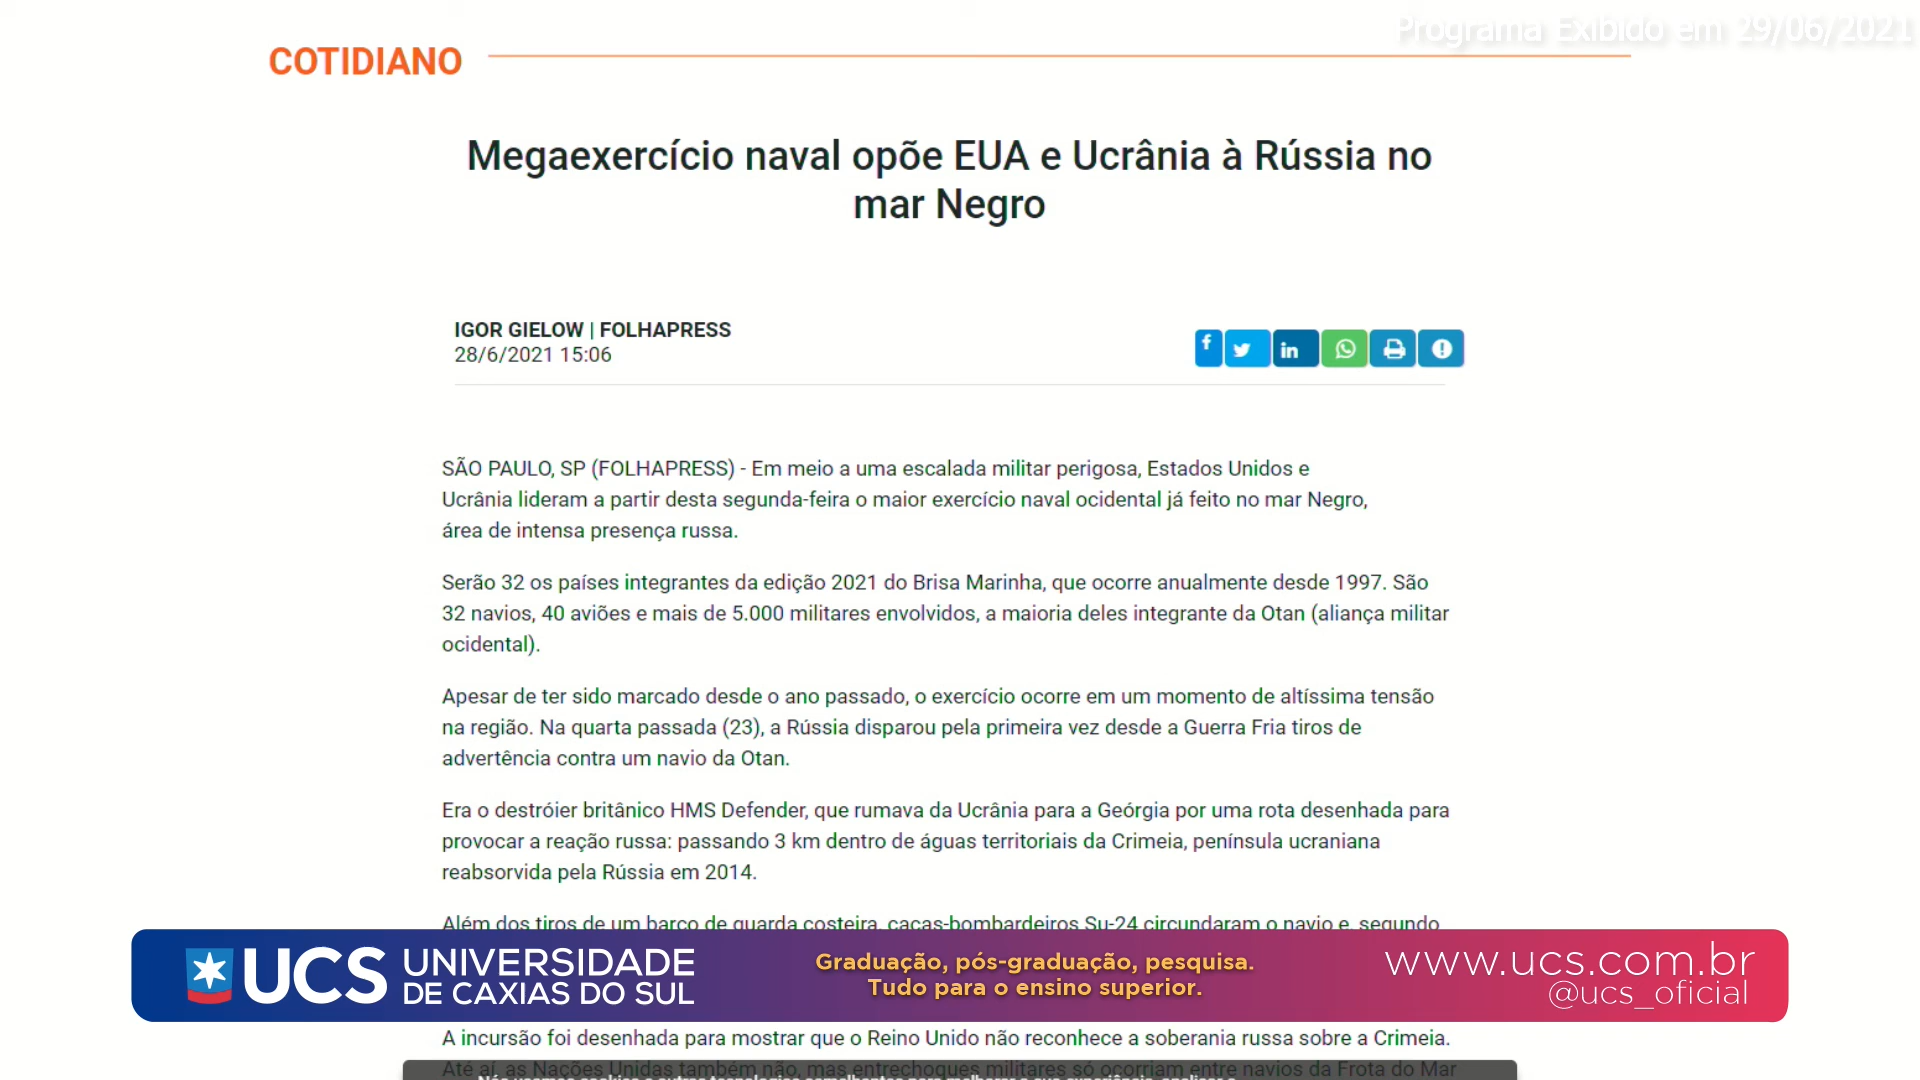 Programa Exibido em 29/06/2021
COTIDIANO
Megaexercício naval opõe EUA e Ucrânia à Rússia no
mar Negro
IGOR GIELOW | FOLHAPRESS
28/6/2021 15:06
SÃO PAULO, SP (FOLHAPRESS) - Em meio a uma escalada militar perigosa, Estados Unidos e
Ucrânia lideram a partir desta segunda-feira o maior exercício naval ocidental já feito no mar Negro,
área de intensa presença russa.
Serão 32 os países integrantes da edição 2021 do Brisa Marinha, que ocorre anualmente desde 1997. São
32 navios, 40 aviões e mais de 5.000 militares envolvidos, a maioria deles integrante da Otan (aliança militar
ocidental).
Apesar de ter sido marcado desde o ano passado, o exercício ocorre em um momento de altíssima tensão
na região. Na quarta passada (23), a Rússia disparou pela primeira vez desde a Guerra Fria tiros de
advertência contra um navio da Otan.
Era o destróier britânico HMS Defender, que rumava da Ucrânia para a Geórgia por uma rota desenhada para
provocar a reação russa: passando 3 km dentro de águas territoriais da Crimeia, península ucraniana
reabsorvida pela Rússia em 2014.
Além dos tiros de um barco de guarda costeira, caças-bombardeiros Su-24 circundaram o navio e, segundo
UCS UNIVERSIDADE
DE CAXIAS DO SUL
Graduação, pós-graduação, pesquisa.
Tudo para o ensino superior.
www.ucs.com.br
@ucs_oficial
A incursão foi desenhada para mostrar que o Reino Unido não reconhece a soberania russa sobre a Crimeia.
Até aí, as Nações Unidas também não, mas entrechoques militares só ocorriam entre navios da Frota do Mar